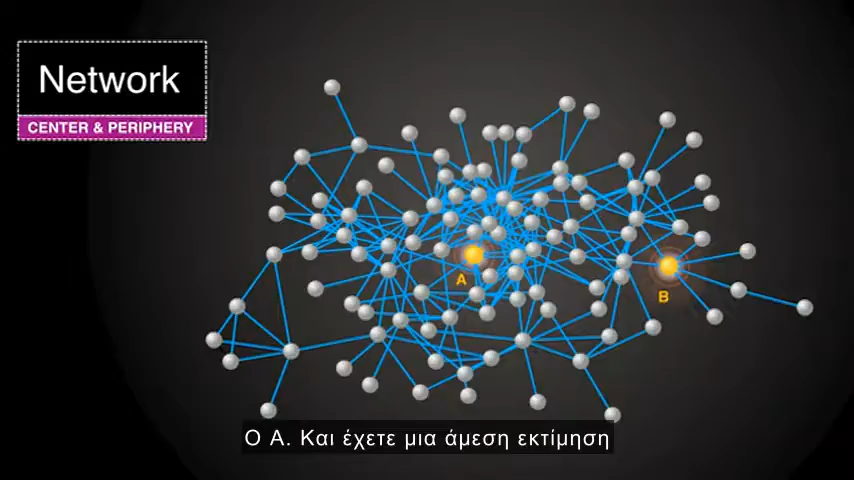 Network
CENTER & PERIPHERY
A
B
Ο Α. Και έχετε μια άμεση εκτίμηση